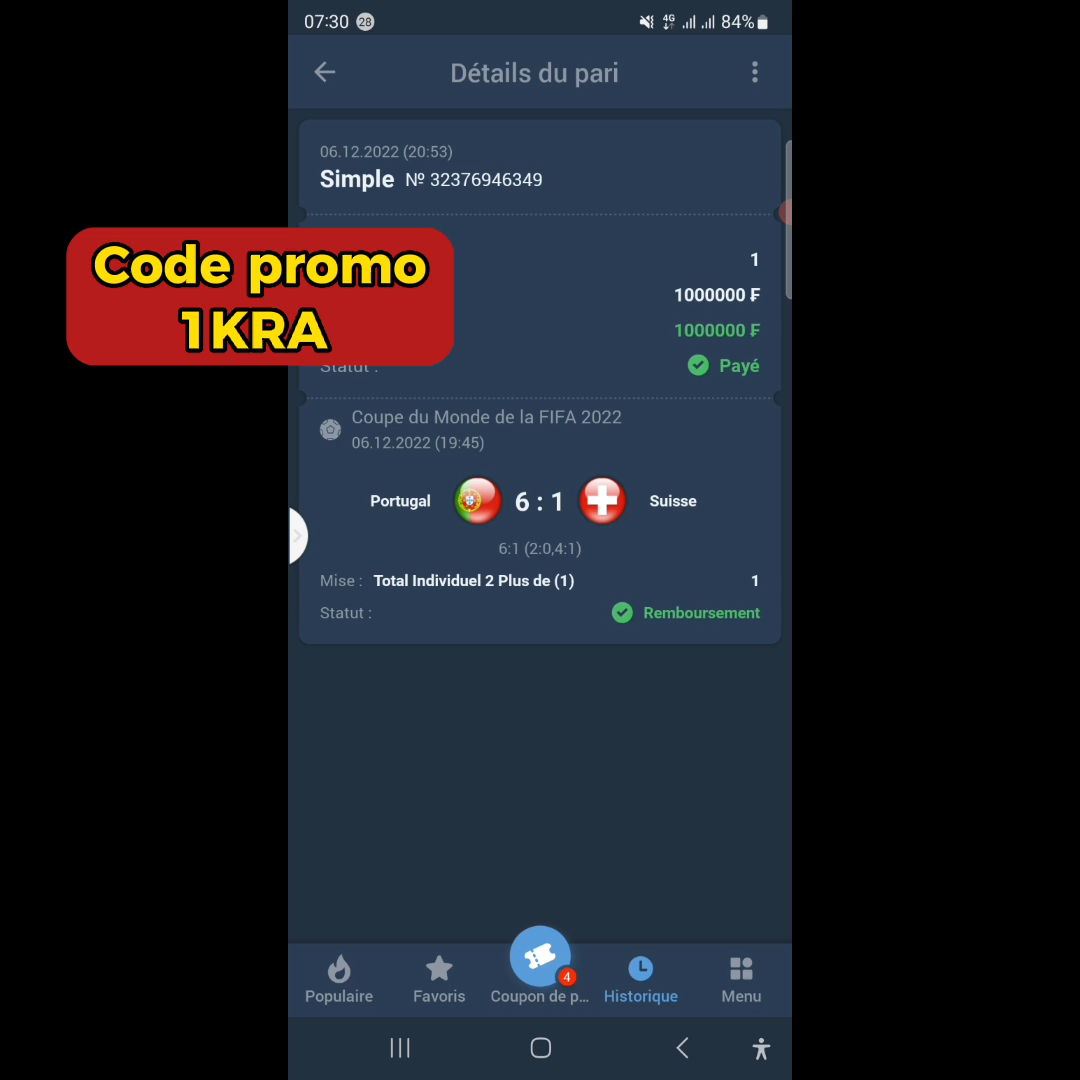 07:30 28 4G 84%
Détails du pari
06.12.2022 (20:53)
Simple № 32376946349
Code promo
1KRA
1
1000000 ₣
1000000 ₣
Statut : Payé
Coupe du Monde de la FIFA 2022
06.12.2022 (19:45)
Portugal 6 : 1 Suisse
6:1 (2:0,4:1)
Mise : Total Individuel 2 Plus de (1) 1
Statut : Remboursement
4
Populaire Favoris Coupon de p... Historique Menu